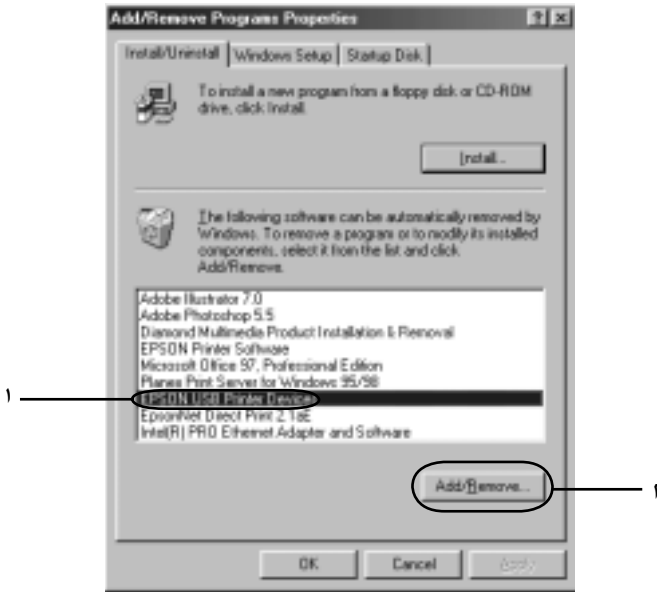 Add/Remove Programs Properties
Install/Uninstall Windows Setup Startup Disk
To install a new program from a floppy disk or CD-ROM
drive, click Install.
Install...
The following software can be automatically removed by
Windows. To remove a program or to modify its installed
components, select it from the list and click
Add/Remove.
Adobe Illustrator 7.0
Adobe Photoshop 5.5
Diamond Multimedia Product Installation & Removal
EPSON Printer Software
Microsoft Office 97, Professional Edition
Planex Print Server for Windows 95/98
١
EPSON USB Printer Devices
EpsonNet Direct Print 2.1aE
Intel(R) PRO Ethernet Adapter and Software
Add/Remove...
OK Cancel Apply